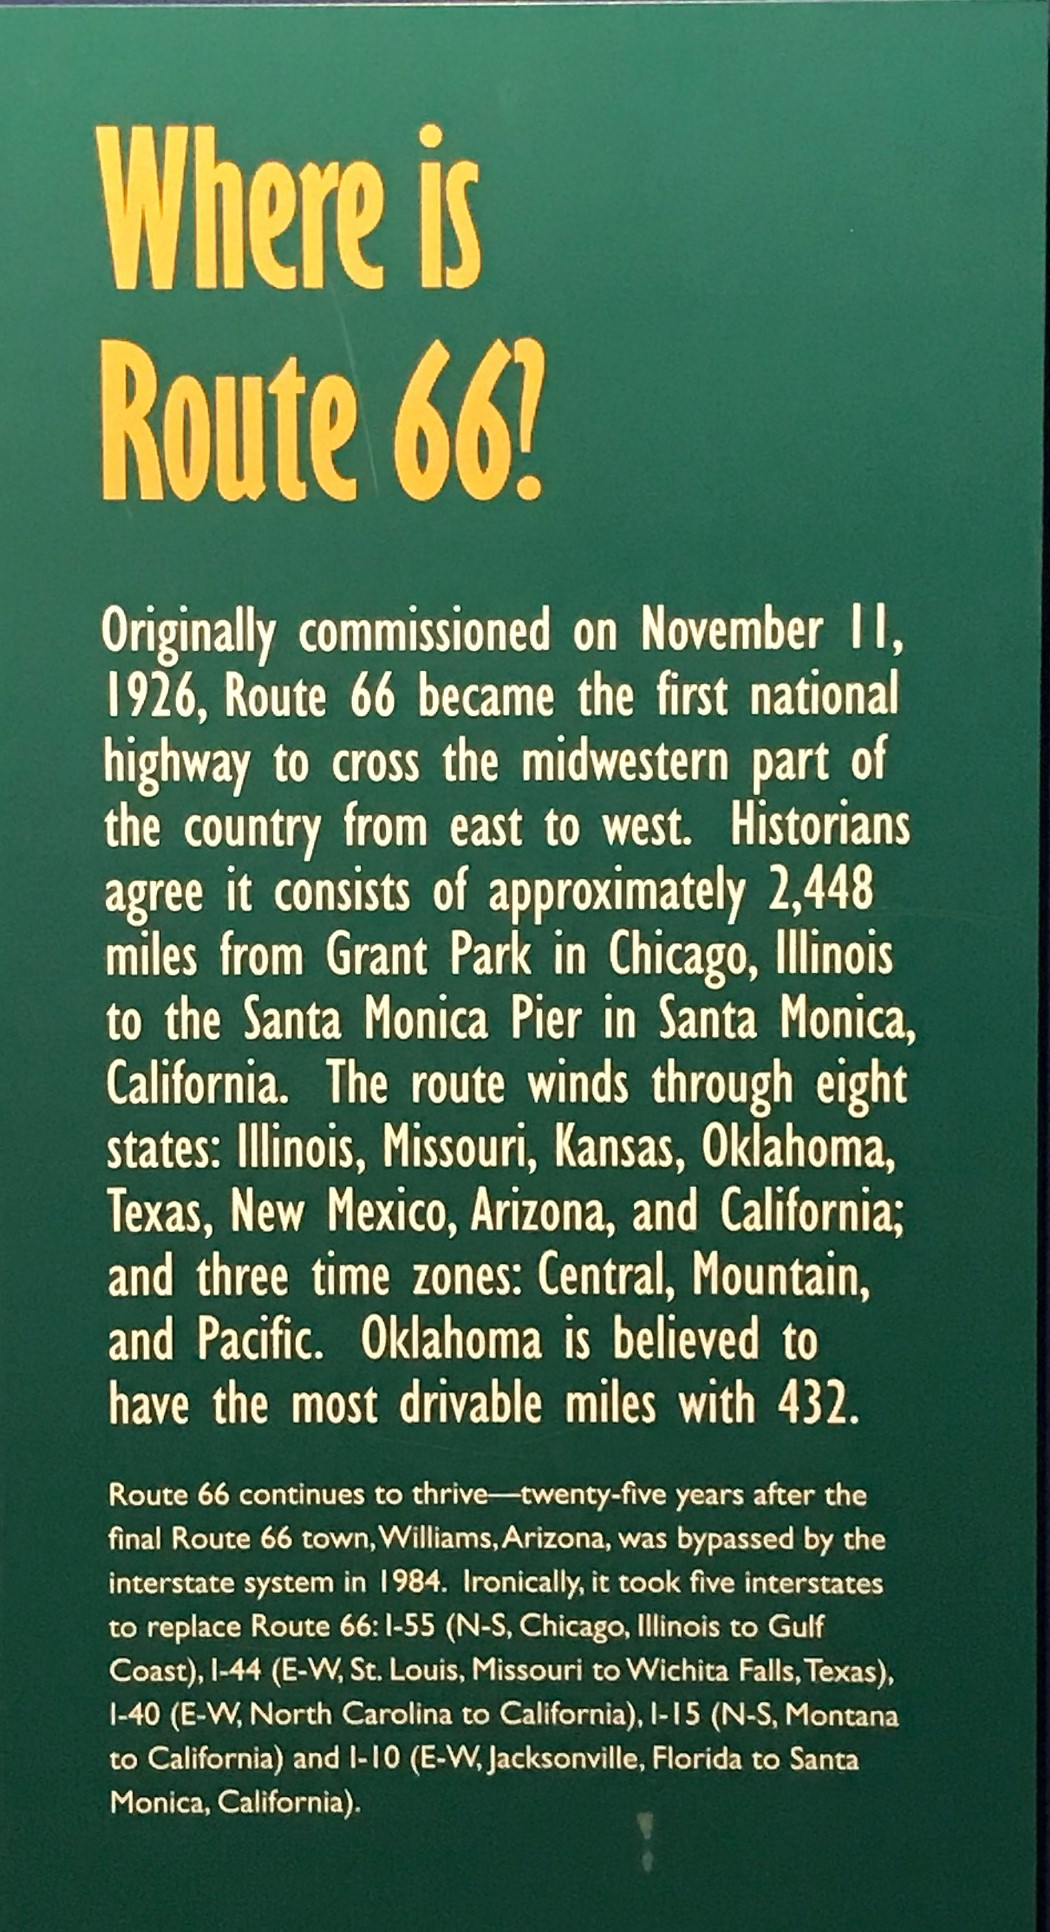 Where is
Route 66?
Originally commissioned on November 11,
1926, Route 66 became the first national
highway to cross the midwestern part of
the country from east to west. Historians
agree it consists of approximately 2,448
miles from Grant Park in Chicago, Illinois
to the Santa Monica Pier in Santa Monica,
California. The route winds through eight
states: Illinois, Missouri, Kansas, Oklahoma,
Texas, New Mexico, Arizona, and California;
and three time zones: Central, Mountain,
and Pacific. Oklahoma is believed to
have the most drivable miles with 432.
Route 66 continues to thrive—twenty-five years after the
final Route 66 town, Williams, Arizona, was bypassed by the
interstate system in 1984. Ironically, it took five interstates
to replace Route 66: I-55 (N-S, Chicago, Illinois to Gulf
Coast), I-44 (E-W, St. Louis, Missouri to Wichita Falls, Texas),
I-40 (E-W, North Carolina to California), I-15 (N-S, Montana
to California) and I-10 (E-W, Jacksonville, Florida to Santa
Monica, California).